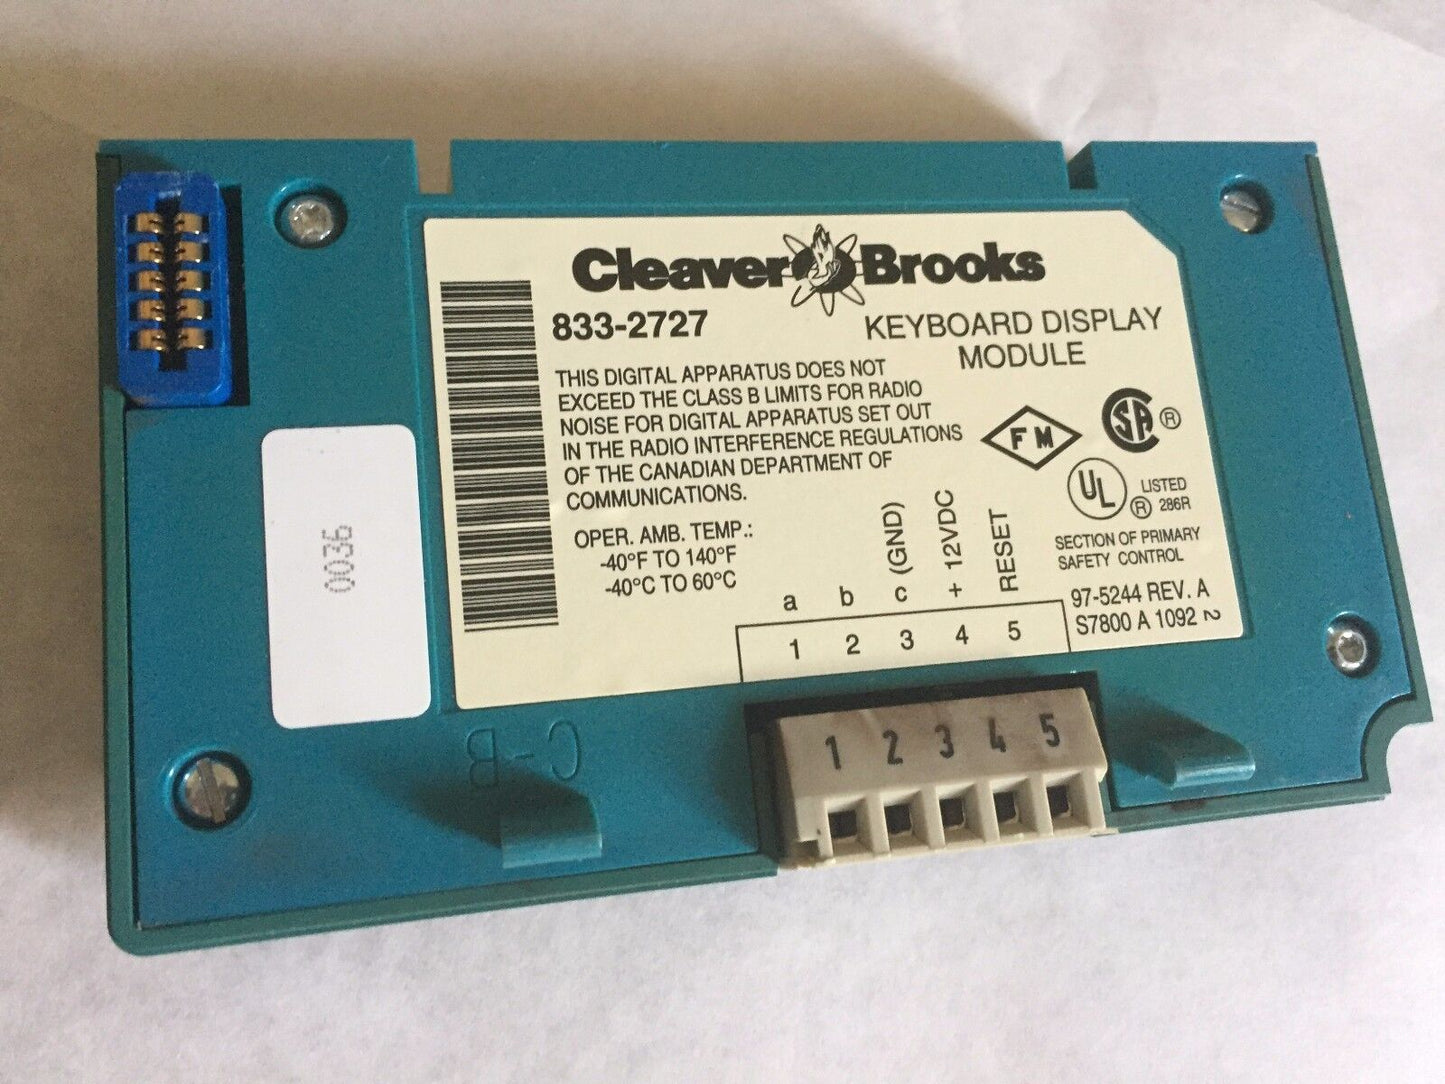 Cleaver Brooks
833-2727
KEYBOARD DISPLAY
MODULE
THIS DIGITAL APPARATUS DOES NOT
EXCEED THE CLASS B LIMITS FOR RADIO
NOISE FOR DIGITAL APPARATUS SET OUT
IN THE RADIO INTERFERENCE REGULATIONS
OF THE CANADIAN DEPARTMENT OF
COMMUNICATIONS.
OPER. AMB. TEMP.:
-40°F TO 140°F
-40°C TO 60°C
FM
SA ®
UL ® LISTED
286R
SECTION OF PRIMARY
SAFETY CONTROL
97-5244 REV. A
S7800 A 1092 2
a b c (GND) + 12VDC RESET
1 2 3 4 5
1 2 3 4 5
0036
C-B